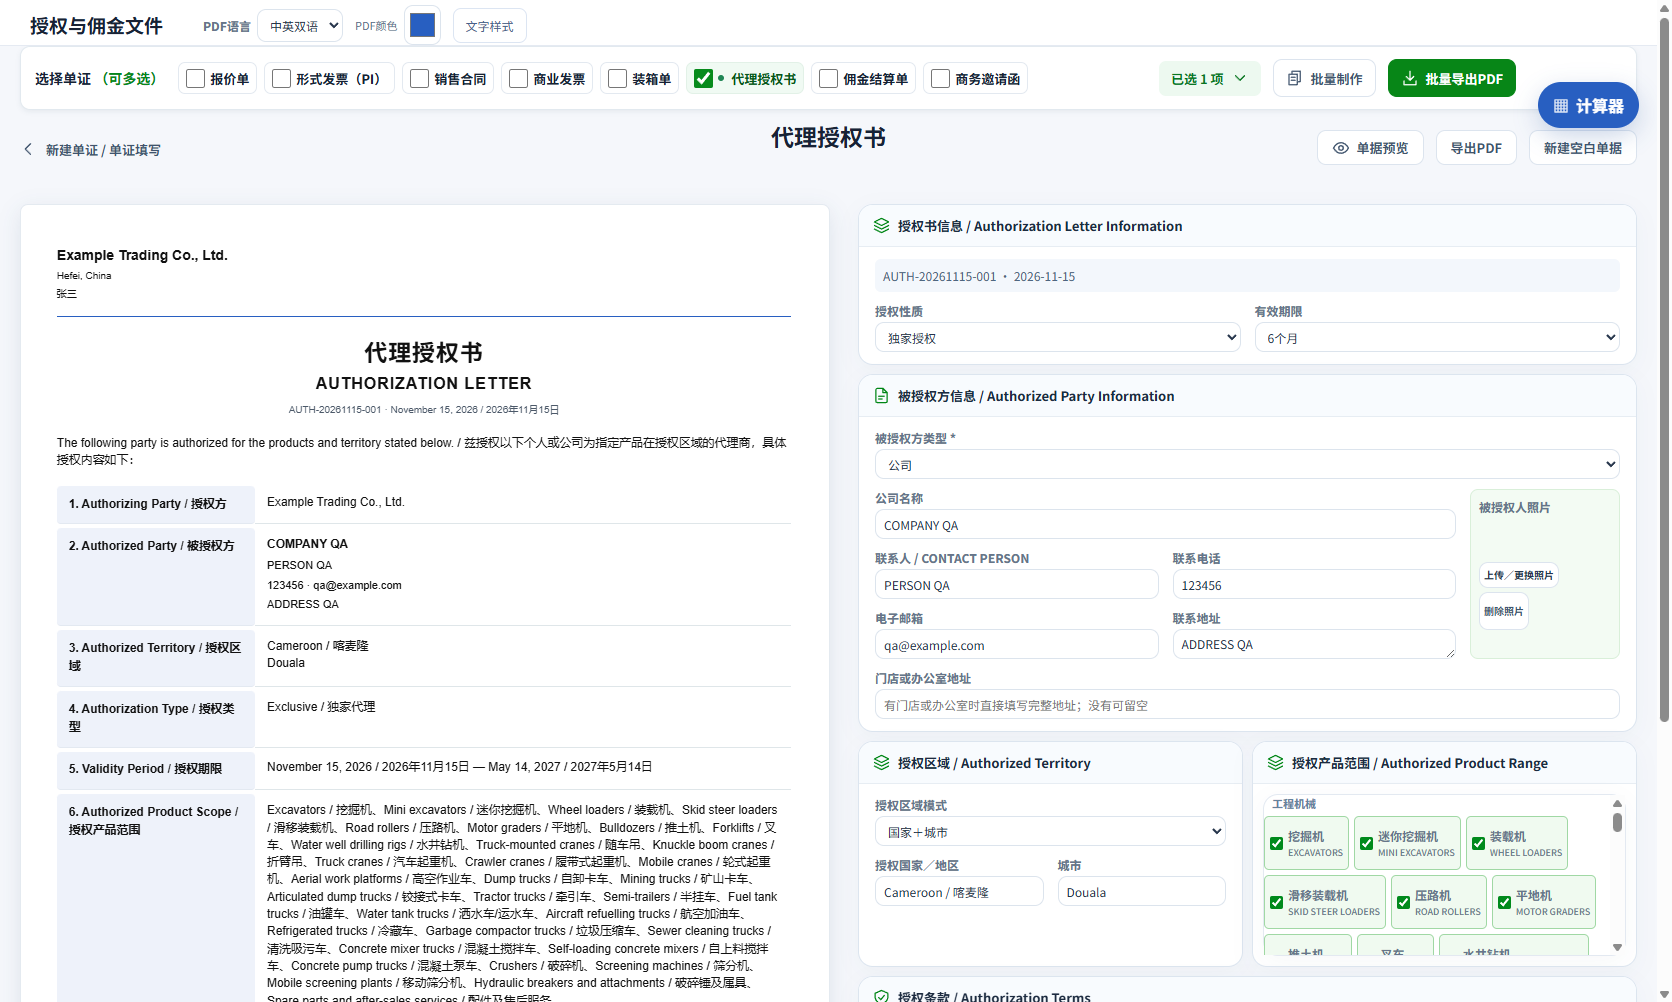 授权与佣金文件
PDF语言
中英双语
PDF颜色
文字样式
选择单证 （可多选）
报价单
形式发票（PI）
销售合同
商业发票
装箱单
代理授权书
佣金结算单
商务邀请函
已选 1 项
批量制作
批量导出PDF
计算器
新建单证 / 单证填写
代理授权书
单据预览
导出PDF
新建空白单据
Example Trading Co., Ltd.
Hefei, China
张三
代理授权书
AUTHORIZATION LETTER
AUTH-20261115-001 · November 15, 2026 / 2026年11月15日
The following party is authorized for the products and territory stated below. / 兹授权以下个人或公司为指定产品在授权区域的代理商，具体
授权内容如下：
1. Authorizing Party / 授权方
Example Trading Co., Ltd.
2. Authorized Party / 被授权方
COMPANY QA
PERSON QA
123456 · qa@example.com
ADDRESS QA
3. Authorized Territory / 授权区
域
Cameroon / 喀麦隆
Douala
4. Authorization Type / 授权类
型
Exclusive / 独家代理
5. Validity Period / 授权期限
November 15, 2026 / 2026年11月15日 — May 14, 2027 / 2027年5月14日
6. Authorized Product Scope /
授权产品范围
Excavators / 挖掘机、Mini excavators / 迷你挖掘机、Wheel loaders / 装载机、Skid steer loaders
/ 滑移装载机、Road rollers / 压路机、Motor graders / 平地机、Bulldozers / 推土机、Forklifts / 叉
车、Water well drilling rigs / 水井钻机、Truck-mounted cranes / 随车吊、Knuckle boom cranes /
折臂吊、Truck cranes / 汽车起重机、Crawler cranes / 履带式起重机、Mobile cranes / 轮式起重
机、Aerial work platforms / 高空作业车、Dump trucks / 自卸卡车、Mining trucks / 矿山卡车、
Articulated dump trucks / 铰接式卡车、Tractor trucks / 牵引车、Semi-trailers / 半挂车、Fuel tank
trucks / 油罐车、Water tank trucks / 洒水车/运水车、Aircraft refuelling trucks / 航空加油车、
Refrigerated trucks / 冷藏车、Garbage compactor trucks / 垃圾压缩车、Sewer cleaning trucks /
清洗吸污车、Concrete mixer trucks / 混凝土搅拌车、Self-loading concrete mixers / 自上料搅拌
车、Concrete pump trucks / 混凝土泵车、Crushers / 破碎机、Screening machines / 筛分机、
Mobile screening plants / 移动筛分机、Hydraulic breakers and attachments / 破碎锤及属具、
Spare parts and after-sales services / 配件及售后服务
授权书信息 / Authorization Letter Information
AUTH-20261115-001 • 2026-11-15
授权性质
有效期限
独家授权
6个月
被授权方信息 / Authorized Party Information
被授权方类型 *
公司
公司名称
COMPANY QA
被授权人照片
上传／更换照片
删除照片
联系人 / CONTACT PERSON
联系电话
PERSON QA
123456
电子邮箱
联系地址
qa@example.com
ADDRESS QA
门店或办公室地址
有门店或办公室时直接填写完整地址；没有可留空
授权区域 / Authorized Territory
授权区域模式
国家＋城市
授权国家／地区
城市
Cameroon / 喀麦隆
Douala
授权产品范围 / Authorized Product Range
工程机械
挖掘机
EXCAVATORS
迷你挖掘机
MINI EXCAVATORS
装载机
WHEEL LOADERS
滑移装载机
SKID STEER LOADERS
压路机
ROAD ROLLERS
平地机
MOTOR GRADERS
推土机
叉车
水井钻机
授权条款 / Authorization Terms